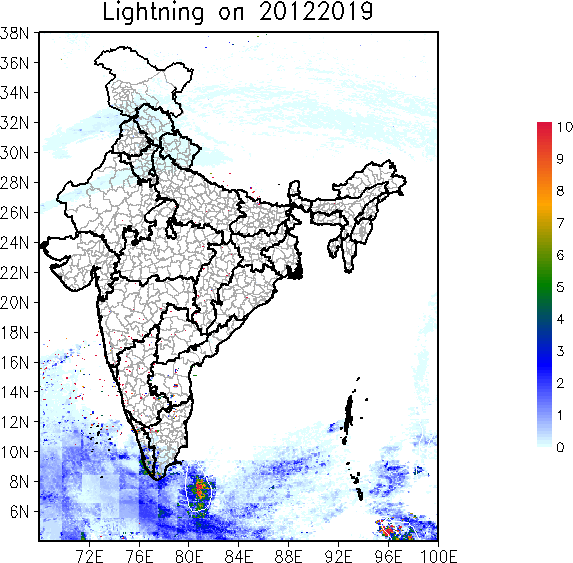 Lightning on 20122019
38N
36N
34N
32N
30N
28N
26N
24N
22N
20N
18N
16N
14N
12N
10N
8N
6N
72E 76E 80E 84E 88E 92E 96E 100E
10
9
8
7
6
5
4
3
2
1
0